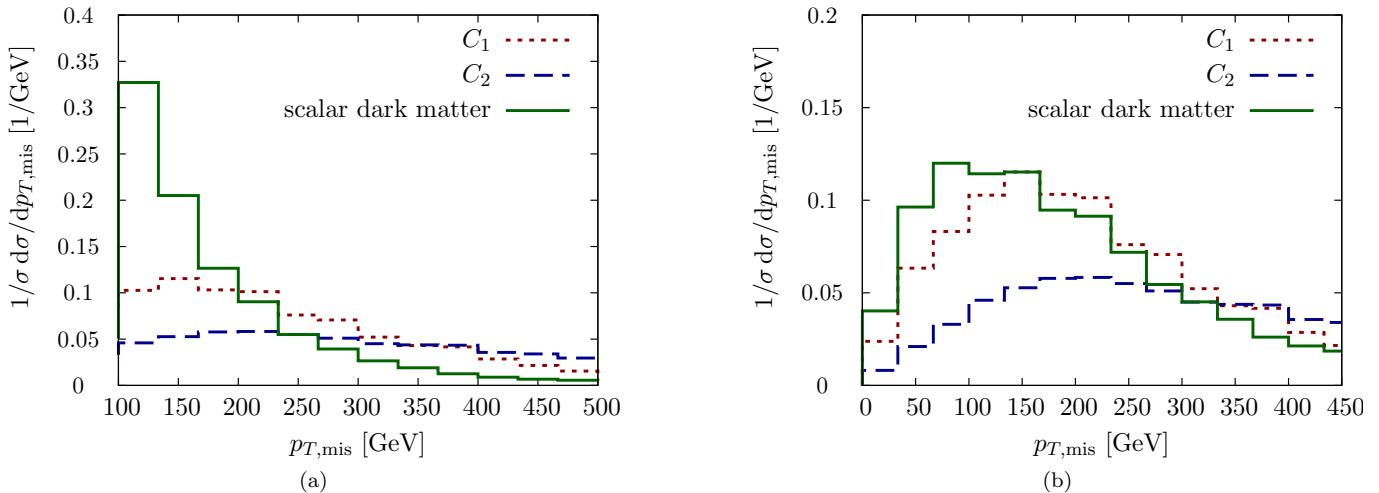 0.4
0.35
0.3
0.25
0.2
0.15
0.1
0.05
0
1/σ dσ/dp_{T,mis} [1/GeV]
C_1
C_2
scalar dark matter
100 150 200 250 300 350 400 450 500
p_{T,mis} [GeV]
(a)
0.2
0.15
0.1
0.05
0
1/σ dσ/dp_{T,mis} [1/GeV]
C_1
C_2
scalar dark matter
0 50 100 150 200 250 300 350 400 450
p_{T,mis} [GeV]
(b)